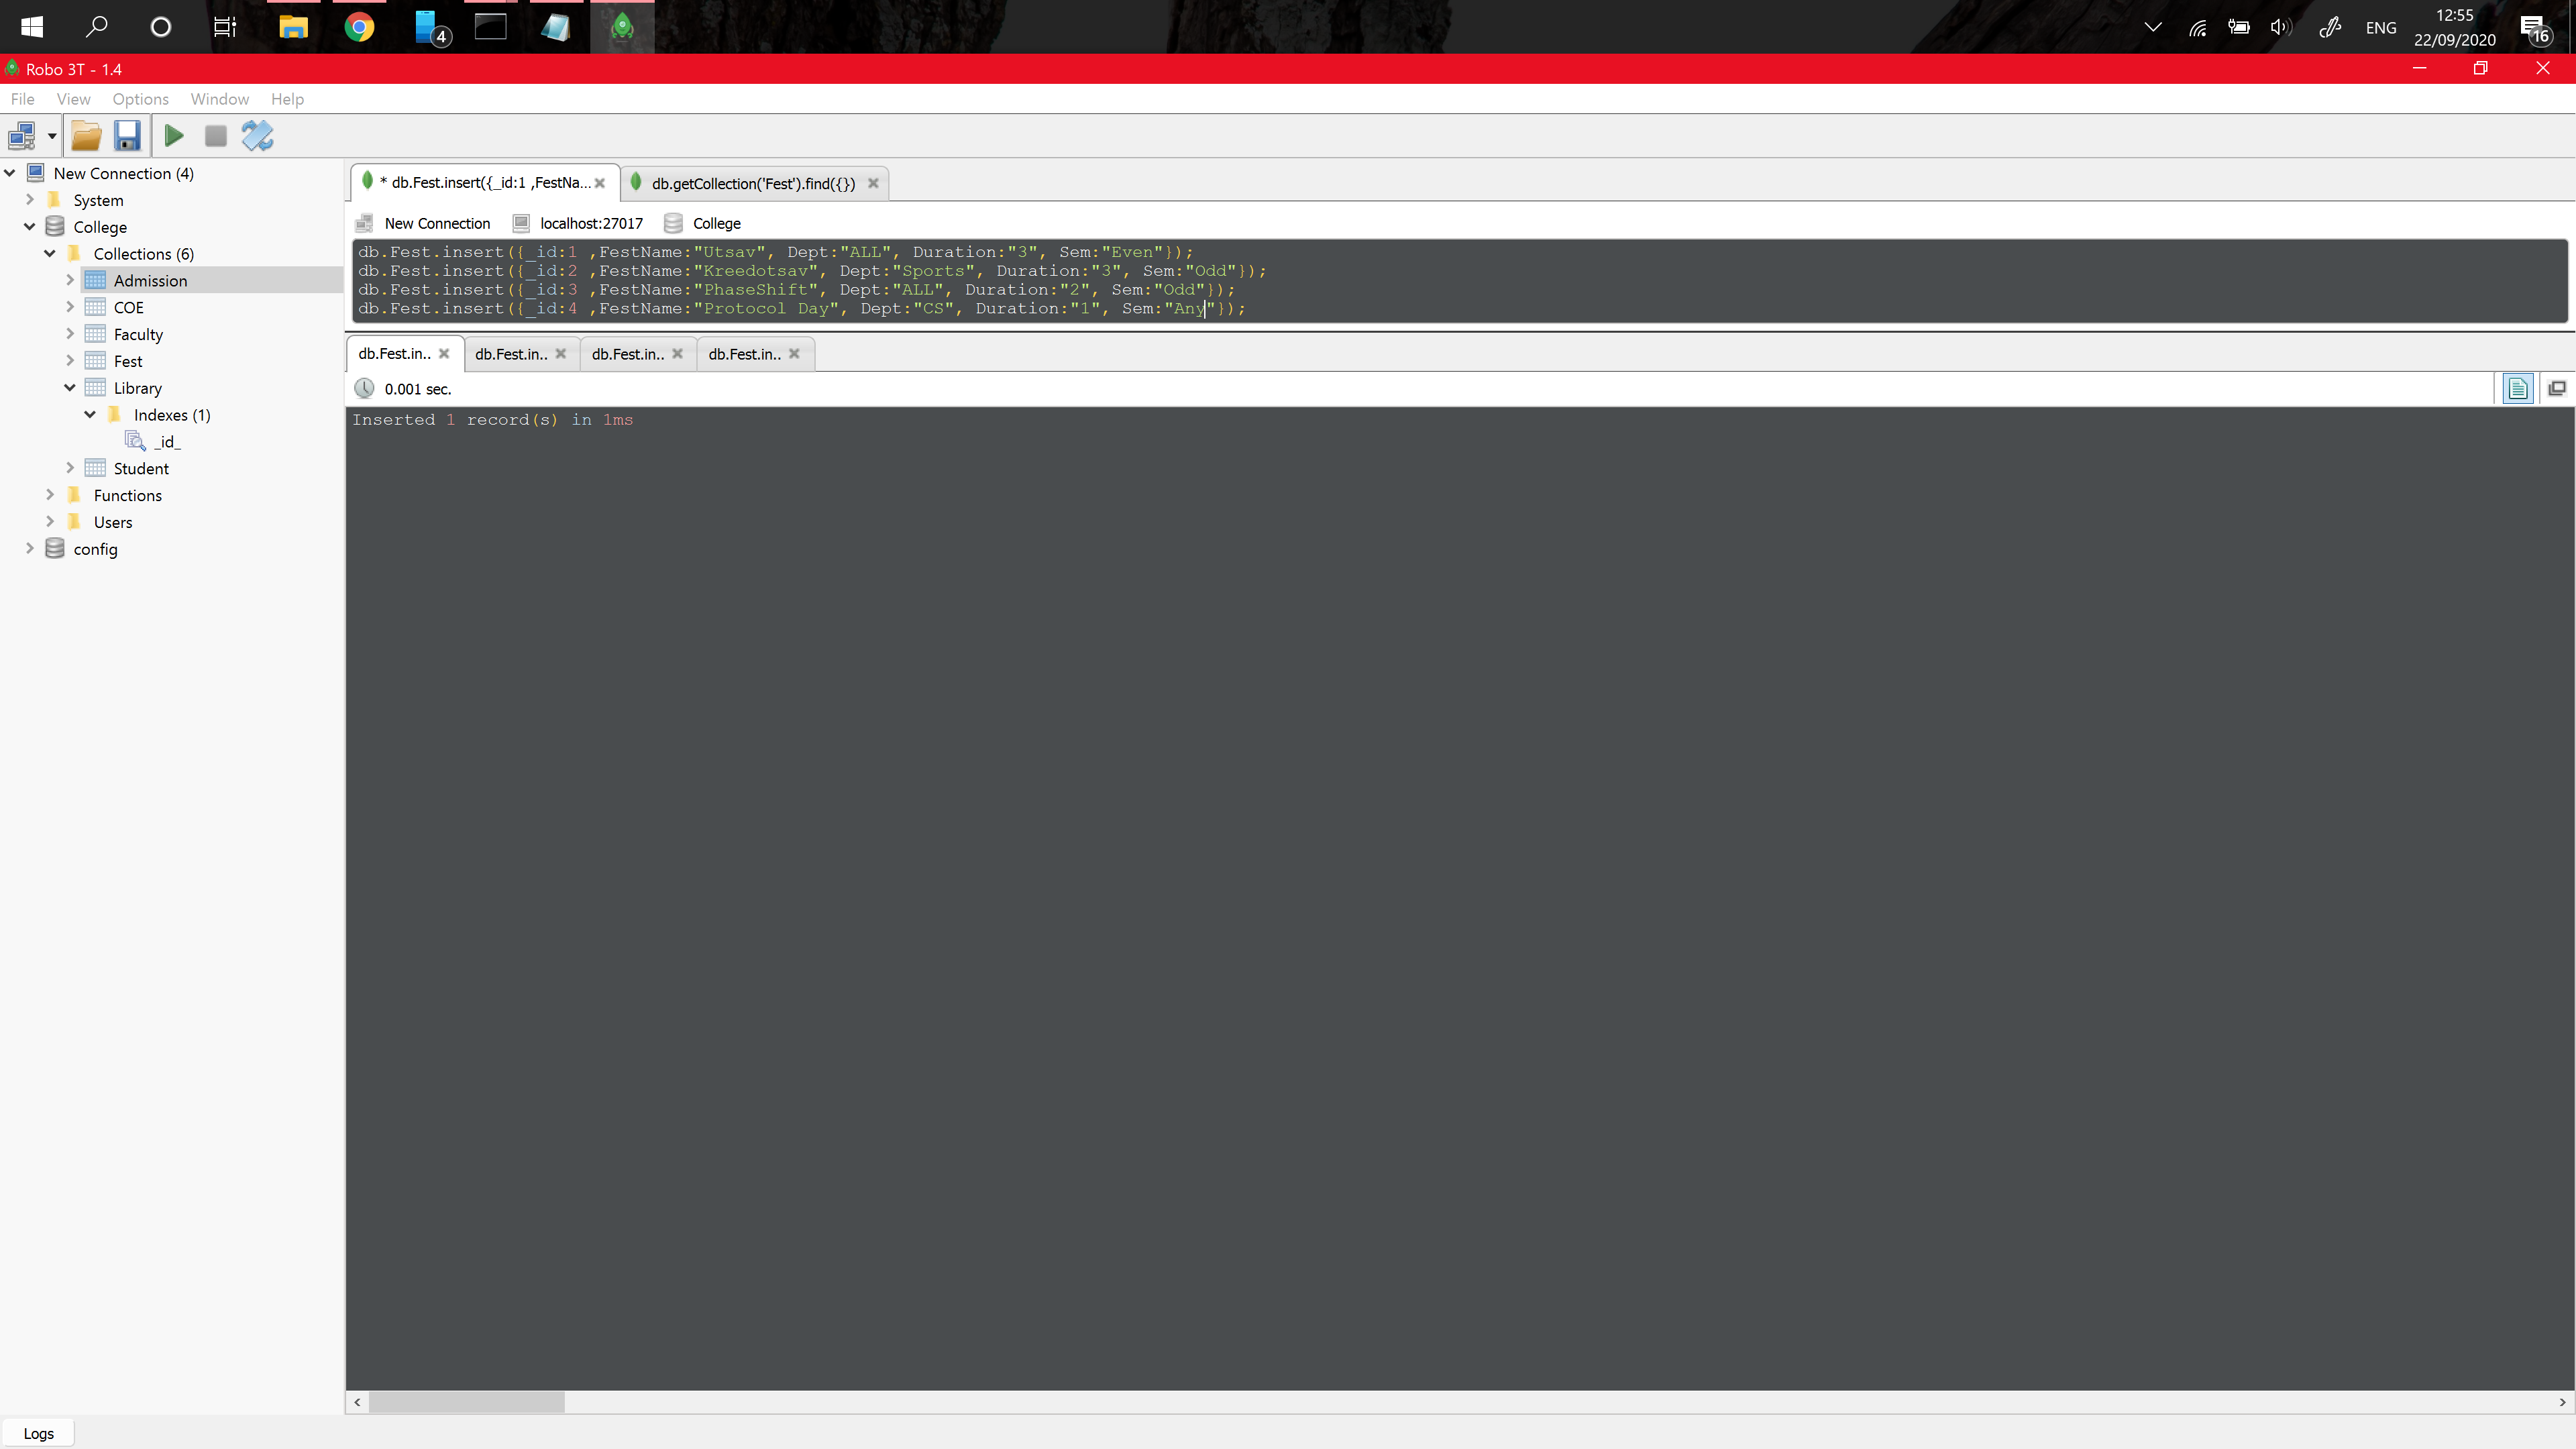 4
ENG
12:55
22/09/2020
16
Robo 3T - 1.4
File View Options Window Help
New Connection (4)
System
College
Collections (6)
Admission
COE
Faculty
Fest
Library
Indexes (1)
_id_
Student
Functions
Users
config
* db.Fest.insert({_id:1 ,FestNa...
db.getCollection('Fest').find({})
New Connection localhost:27017 College
db.Fest.insert({_id:1 ,FestName:"Utsav", Dept:"ALL", Duration:"3", Sem:"Even"});
db.Fest.insert({_id:2 ,FestName:"Kreedotsav", Dept:"Sports", Duration:"3", Sem:"Odd"});
db.Fest.insert({_id:3 ,FestName:"PhaseShift", Dept:"ALL", Duration:"2", Sem:"Odd"});
db.Fest.insert({_id:4 ,FestName:"Protocol Day", Dept:"CS", Duration:"1", Sem:"Any"});
db.Fest.in.. db.Fest.in.. db.Fest.in.. db.Fest.in..
0.001 sec.
Inserted 1 record(s) in 1ms
Logs